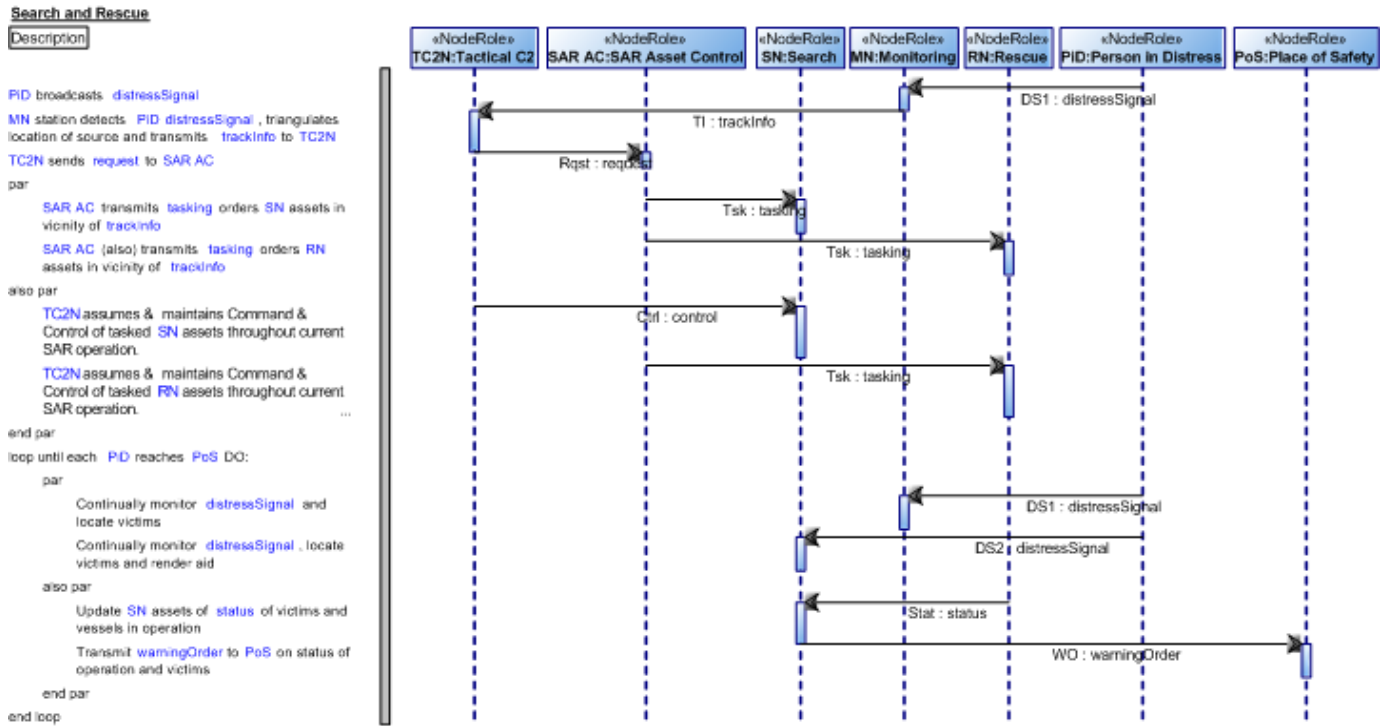 Search and Rescue
Description
«NodeRole»
TC2N:Tactical C2
«NodeRole»
SAR AC:SAR Asset Control
«NodeRole»
SN:Search
«NodeRole»
MN:Monitoring
«NodeRole»
RN:Rescue
«NodeRole»
PiD:Person in Distress
«NodeRole»
PoS:Place of Safety
PiD broadcasts distressSignal
MN station detects PiD distressSignal , triangulates
location of source and transmits trackInfo to TC2N
TC2N sends request to SAR AC
par
SAR AC transmits tasking orders SN assets in
vicinity of trackInfo
SAR AC (also) transmits tasking orders RN
assets in vicinity of trackInfo
also par
TC2N assumes & maintains Command &
Control of tasked SN assets throughout current
SAR operation.
TC2N assumes & maintains Command &
Control of tasked RN assets throughout current
SAR operation.
...
end par
loop until each PiD reaches PoS DO:
par
Continually monitor distressSignal and
locate victims
Continually monitor distressSignal , locate
victims and render aid
also par
Update SN assets of status of victims and
vessels in operation
Transmit warningOrder to PoS on status of
operation and victims
end par
end loop
DS1 : distressSignal
TI : trackInfo
Rqst : request
Tsk : tasking
Tsk : tasking
Ctrl : control
Tsk : tasking
DS1 : distressSignal
DS2 : distressSignal
Stat : status
WO : warningOrder